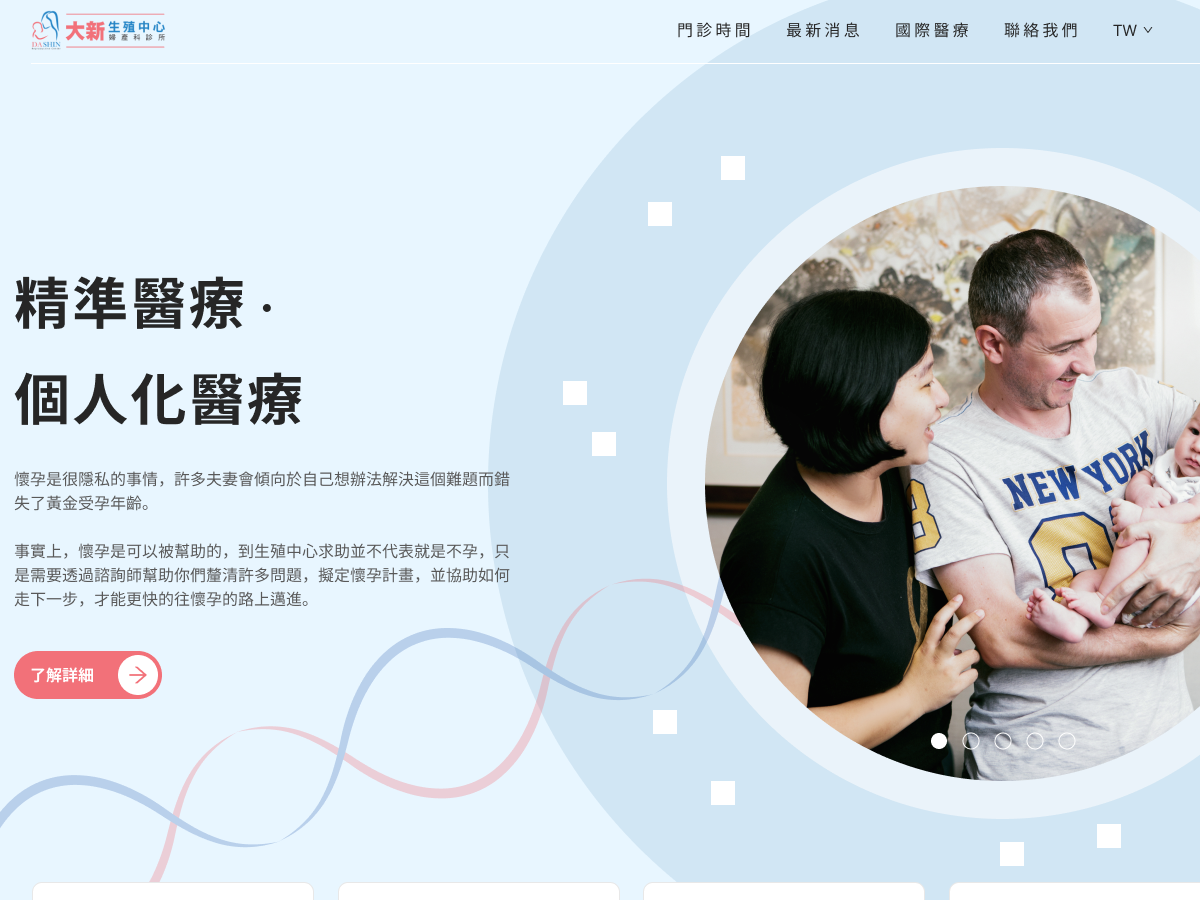 大新 生殖中心
婦產科診所
DA SHIN
門診時間
最新消息
國際醫療
聯絡我們
TW
精準醫療 ·
個人化醫療
懷孕是很隱私的事情，許多夫妻會傾向於自己想辦法解決這個難題而錯
失了黃金受孕年齡。
事實上，懷孕是可以被幫助的，到生殖中心求助並不代表就是不孕，只
是需要透過諮詢師幫助你們釐清許多問題，擬定懷孕計畫，並協助如何
走下一步，才能更快的往懷孕的路上邁進。
了解詳細
NEW YORK